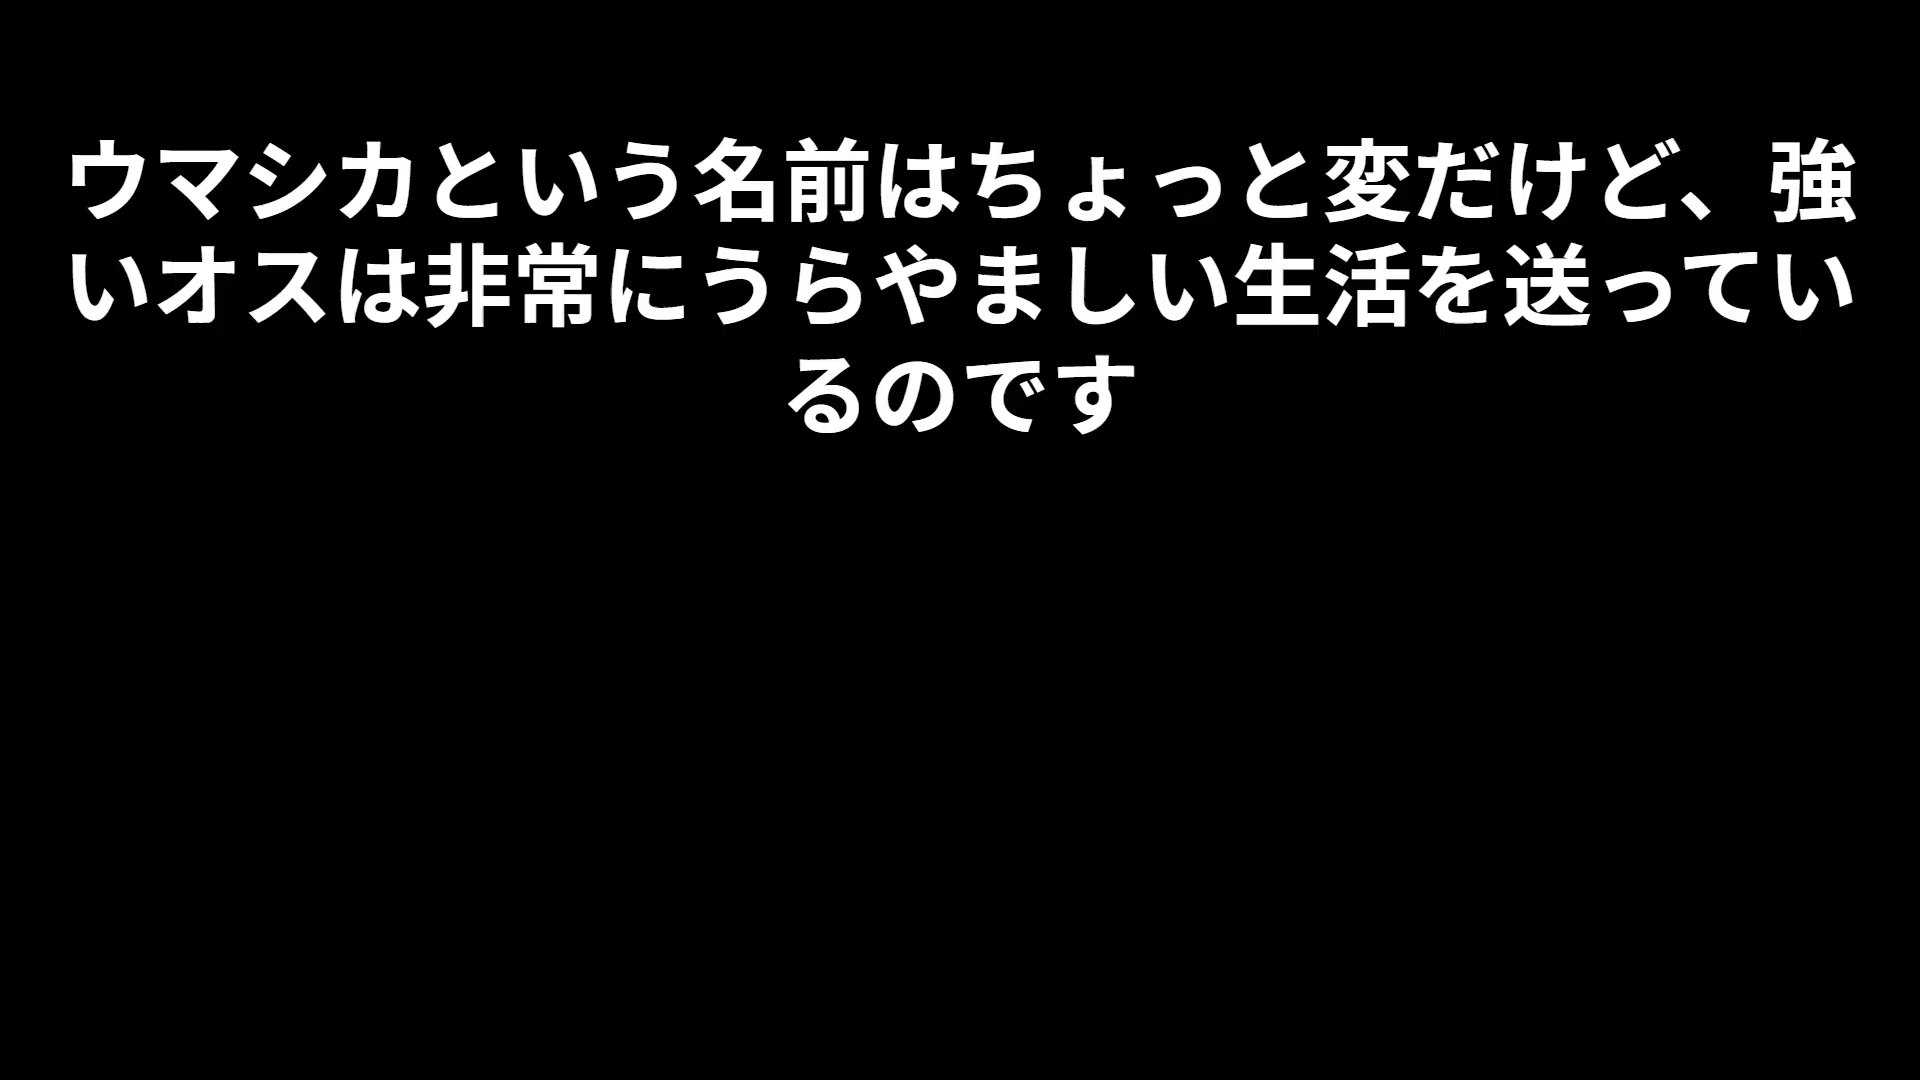 ウマシカという名前はちょっと変だけど、強
いオスは非常にうらやましい生活を送ってい
るのです